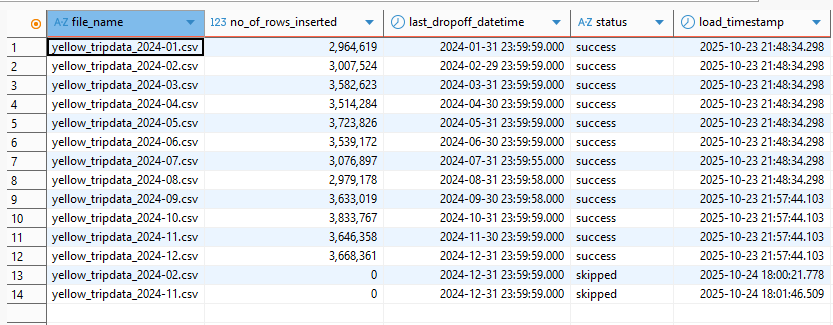 A-Z file_name 123 no_of_rows_inserted last_dropoff_datetime A-Z status load_timestamp
1 yellow_tripdata_2024-01.csv 2,964,619 2024-01-31 23:59:59.000 success 2025-10-23 21:48:34.298
2 yellow_tripdata_2024-02.csv 3,007,524 2024-02-29 23:59:59.000 success 2025-10-23 21:48:34.298
3 yellow_tripdata_2024-03.csv 3,582,623 2024-03-31 23:59:59.000 success 2025-10-23 21:48:34.298
4 yellow_tripdata_2024-04.csv 3,514,284 2024-04-30 23:59:59.000 success 2025-10-23 21:48:34.298
5 yellow_tripdata_2024-05.csv 3,723,826 2024-05-31 23:59:59.000 success 2025-10-23 21:48:34.298
6 yellow_tripdata_2024-06.csv 3,539,172 2024-06-30 23:59:59.000 success 2025-10-23 21:48:34.298
7 yellow_tripdata_2024-07.csv 3,076,897 2024-07-31 23:59:55.000 success 2025-10-23 21:48:34.298
8 yellow_tripdata_2024-08.csv 2,979,178 2024-08-31 23:59:58.000 success 2025-10-23 21:48:34.298
9 yellow_tripdata_2024-09.csv 3,633,019 2024-09-30 23:59:58.000 success 2025-10-23 21:57:44.103
10 yellow_tripdata_2024-10.csv 3,833,767 2024-10-31 23:59:59.000 success 2025-10-23 21:57:44.103
11 yellow_tripdata_2024-11.csv 3,646,358 2024-11-30 23:59:59.000 success 2025-10-23 21:57:44.103
12 yellow_tripdata_2024-12.csv 3,668,361 2024-12-31 23:59:59.000 success 2025-10-23 21:57:44.103
13 yellow_tripdata_2024-02.csv 0 2024-12-31 23:59:59.000 skipped 2025-10-24 18:00:21.778
14 yellow_tripdata_2024-11.csv 0 2024-12-31 23:59:59.000 skipped 2025-10-24 18:01:46.509